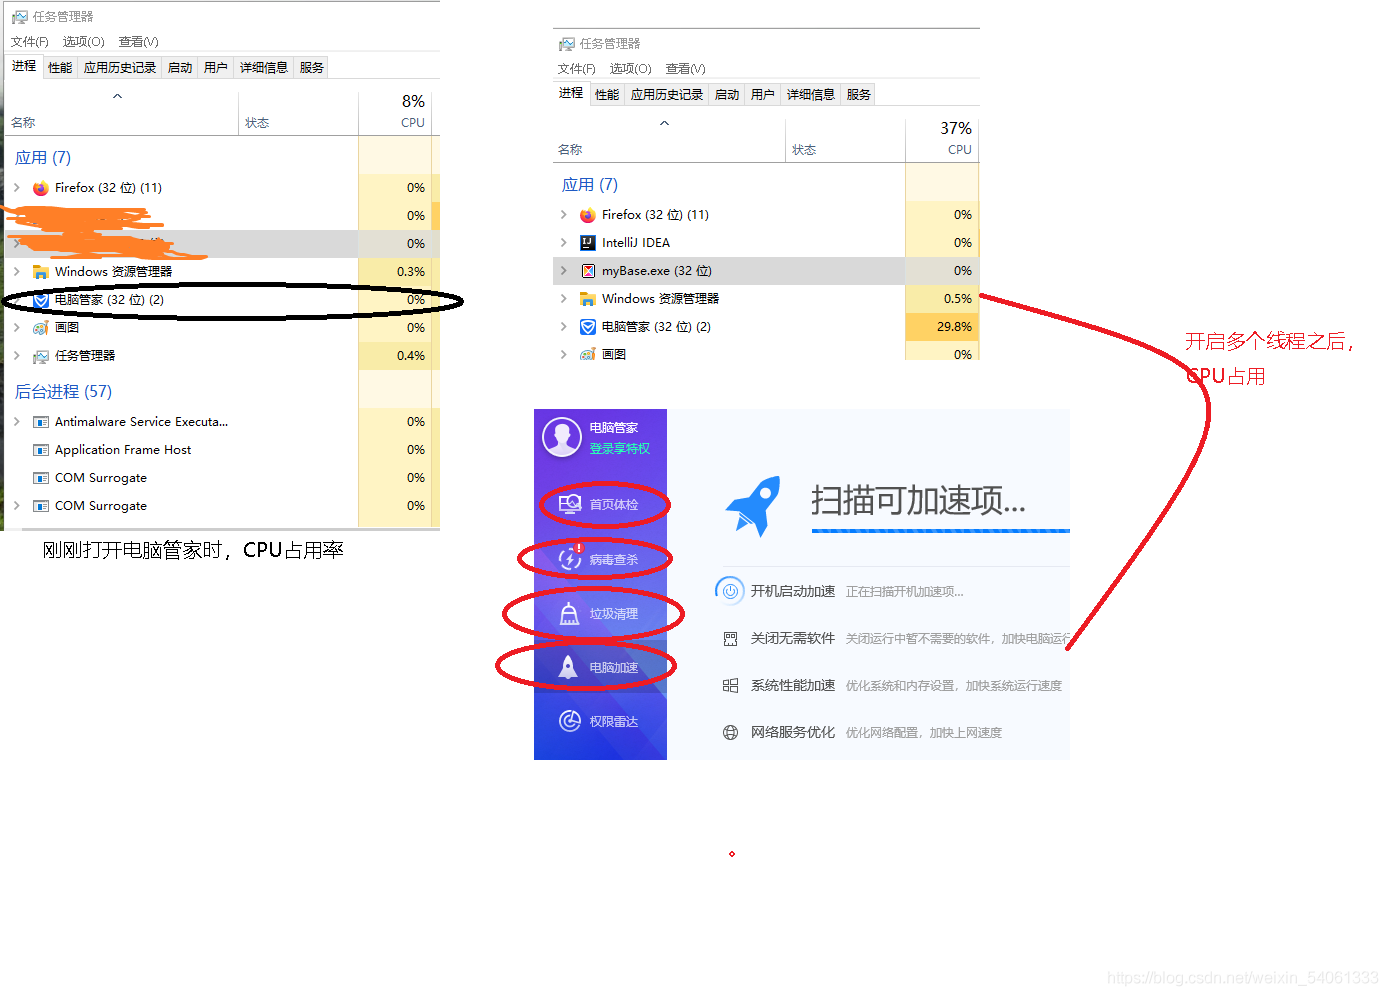 任务管理器
文件(F) 选项(O) 查看(V)
进程 性能 应用历史记录 启动 用户 详细信息 服务
8%
名称 状态 CPU
应用 (7)
Firefox (32 位) (11) 0%
0%
0%
Windows 资源管理器 0.3%
电脑管家 (32 位) (2) 0%
画图 0%
任务管理器 0.4%
后台进程 (57)
Antimalware Service Executa... 0%
Application Frame Host 0%
COM Surrogate 0%
COM Surrogate 0%
刚刚打开电脑管家时，CPU占用率
任务管理器
文件(F) 选项(O) 查看(V)
进程 性能 应用历史记录 启动 用户 详细信息 服务
37%
名称 状态 CPU
应用 (7)
Firefox (32 位) (11) 0%
IntelliJ IDEA 0%
myBase.exe (32 位) 0%
Windows 资源管理器 0.5%
电脑管家 (32 位) (2) 29.8%
画图 0%
开启多个线程之后，
CPU占用
电脑管家
登录享特权
首页体检
病毒查杀
垃圾清理
电脑加速
权限雷达
扫描可加速项...
开机启动加速 正在扫描开机加速项...
关闭无需软件 关闭运行中暂不需要的软件，加快电脑运行
系统性能加速 优化系统和内存设置，加快系统运行速度
网络服务优化 优化网络配置，加快上网速度
https://blog.csdn.net/weixin_54061333